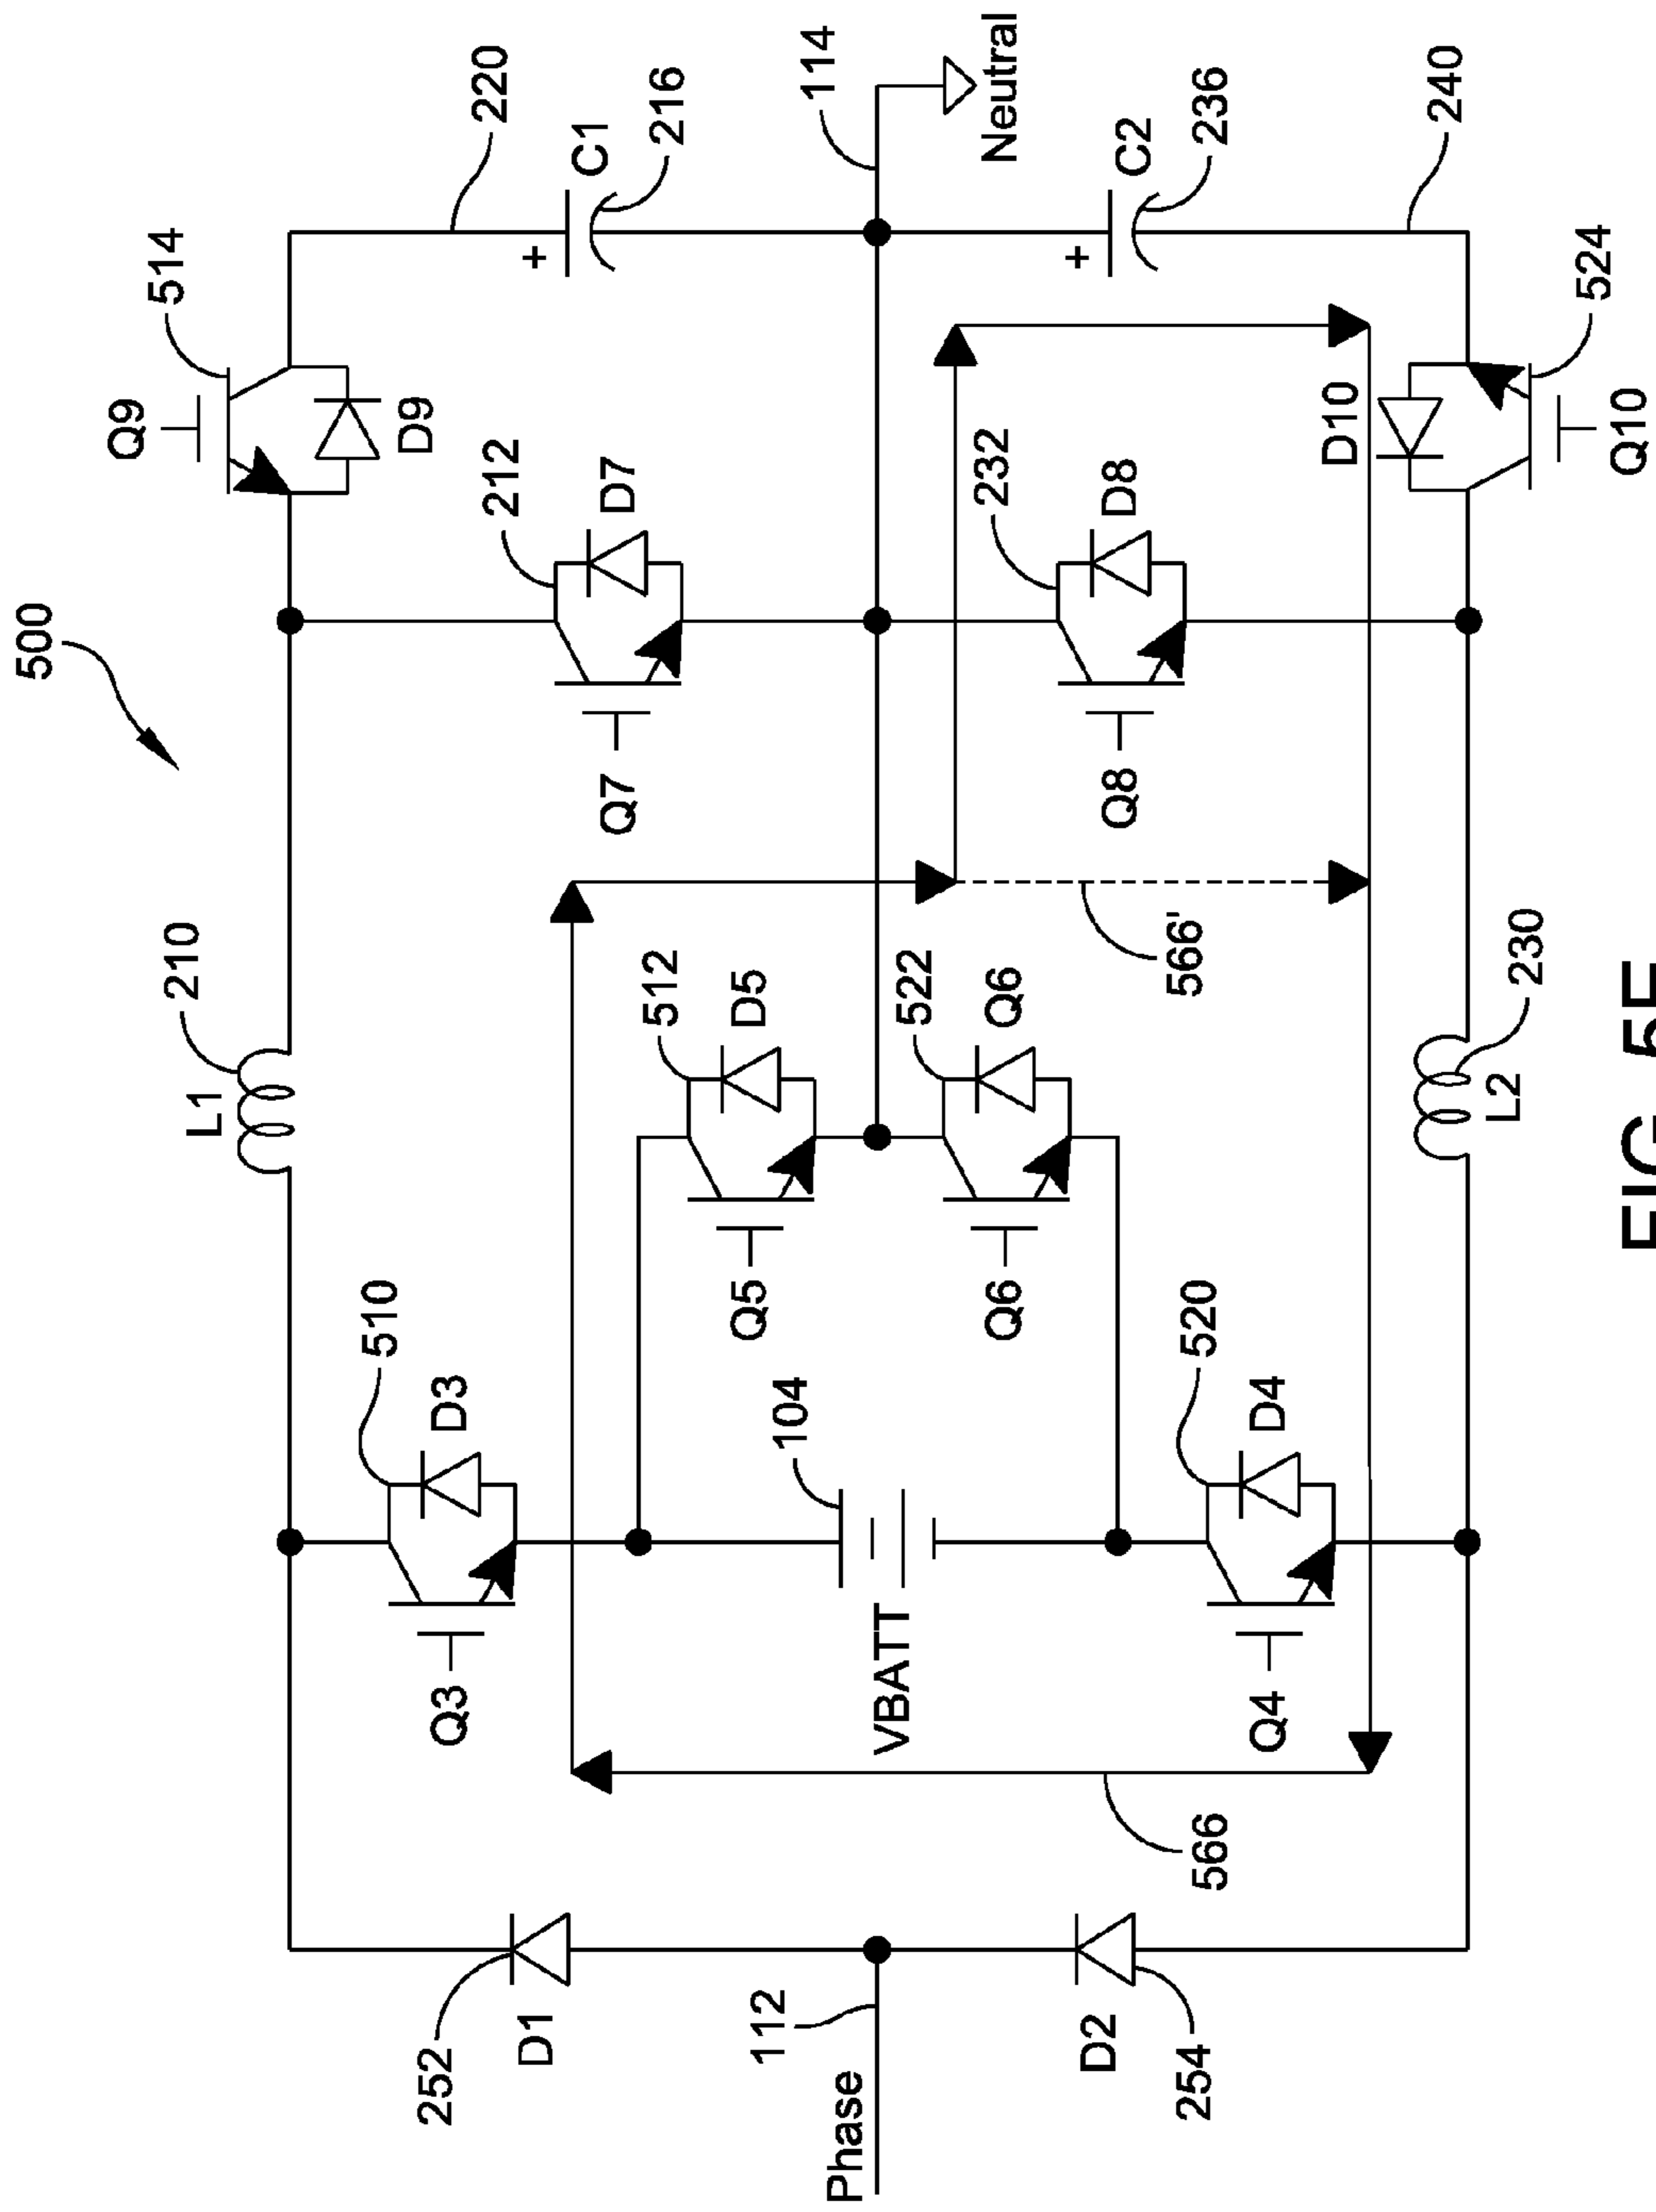 500
Q9
514
D9
L1
210
220
C1
216
212
D7
Q7
510
D3
Q3
512
D5
Q5
114
Neutral
252
D1
Phase
112
104
VBATT
522
Q6
Q6
566'
232
D8
Q8
C2
236
240
D10
524
Q10
520
D4
Q4
566
D2
254
L2
230